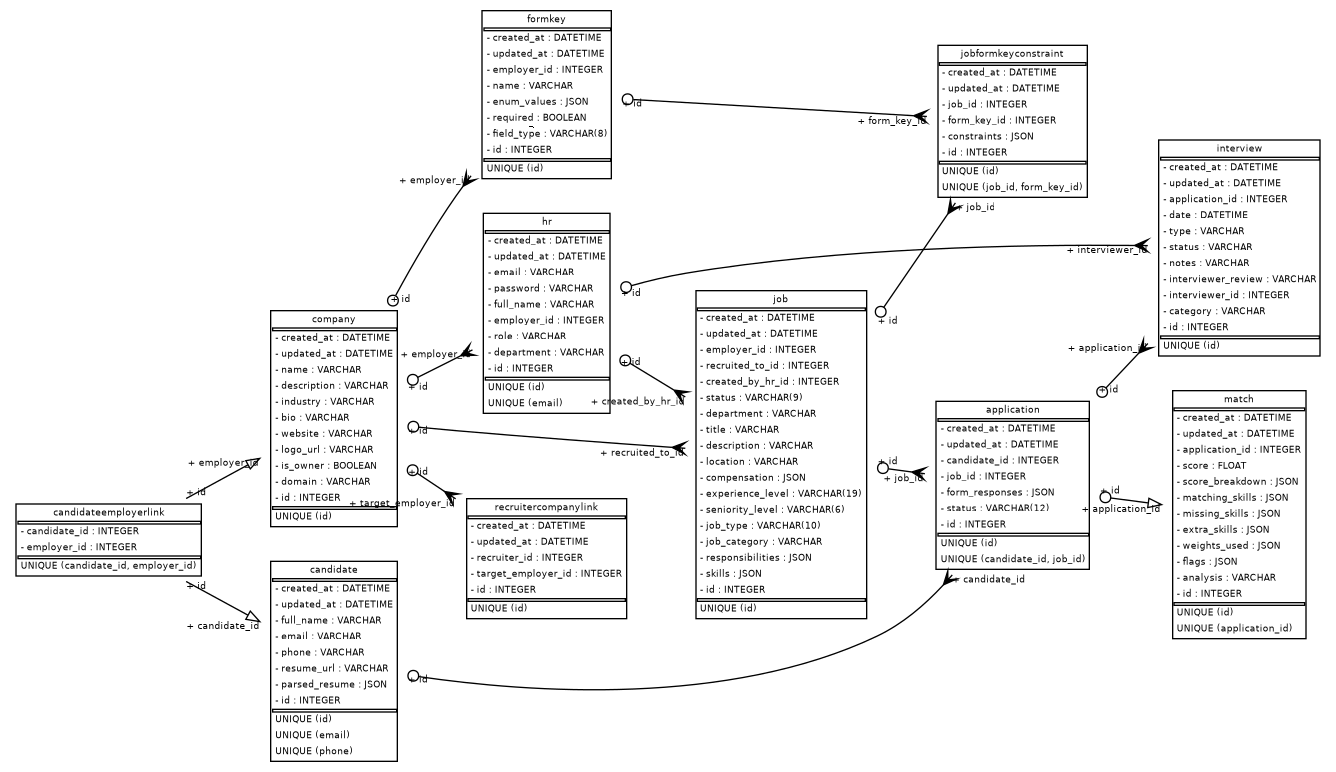 formkey
- created_at : DATETIME
- updated_at : DATETIME
- employer_id : INTEGER
- name : VARCHAR
- enum_values : JSON
- required : BOOLEAN
- field_type : VARCHAR(8)
- id : INTEGER
UNIQUE (id)
+ id
+ form_key_id
jobformkeyconstraint
- created_at : DATETIME
- updated_at : DATETIME
- job_id : INTEGER
- form_key_id : INTEGER
- constraints : JSON
- id : INTEGER
UNIQUE (id)
UNIQUE (job_id, form_key_id)
+ job_id
+ id
interview
- created_at : DATETIME
- updated_at : DATETIME
- application_id : INTEGER
- date : DATETIME
- type : VARCHAR
- status : VARCHAR
- notes : VARCHAR
- interviewer_review : VARCHAR
- interviewer_id : INTEGER
- category : VARCHAR
- id : INTEGER
UNIQUE (id)
+ employer_id
+ id
hr
- created_at : DATETIME
- updated_at : DATETIME
- email : VARCHAR
- password : VARCHAR
- full_name : VARCHAR
- employer_id : INTEGER
- role : VARCHAR
- department : VARCHAR
- id : INTEGER
UNIQUE (id)
UNIQUE (email)
+ id
+ interviewer_id
+ id
+ created_by_hr_id
company
- created_at : DATETIME
- updated_at : DATETIME
- name : VARCHAR
- description : VARCHAR
- industry : VARCHAR
- bio : VARCHAR
- website : VARCHAR
- logo_url : VARCHAR
- is_owner : BOOLEAN
- domain : VARCHAR
- id : INTEGER
UNIQUE (id)
+ employer_id
+ id
+ id
+ recruited_to_id
+ id
+ target_employer_id
job
- created_at : DATETIME
- updated_at : DATETIME
- employer_id : INTEGER
- recruited_to_id : INTEGER
- created_by_hr_id : INTEGER
- status : VARCHAR(9)
- department : VARCHAR
- title : VARCHAR
- description : VARCHAR
- location : VARCHAR
- compensation : JSON
- experience_level : VARCHAR(19)
- seniority_level : VARCHAR(6)
- job_type : VARCHAR(10)
- job_category : VARCHAR
- responsibilities : JSON
- skills : JSON
- id : INTEGER
UNIQUE (id)
+ id
+ job_id
application
- created_at : DATETIME
- updated_at : DATETIME
- candidate_id : INTEGER
- job_id : INTEGER
- form_responses : JSON
- status : VARCHAR(12)
- id : INTEGER
UNIQUE (id)
UNIQUE (candidate_id, job_id)
+ application_id
+ id
+ id
+ application_id
match
- created_at : DATETIME
- updated_at : DATETIME
- application_id : INTEGER
- score : FLOAT
- score_breakdown : JSON
- matching_skills : JSON
- missing_skills : JSON
- extra_skills : JSON
- weights_used : JSON
- flags : JSON
- analysis : VARCHAR
- id : INTEGER
UNIQUE (id)
UNIQUE (application_id)
+ employer_id
+ id
candidateemployerlink
- candidate_id : INTEGER
- employer_id : INTEGER
UNIQUE (candidate_id, employer_id)
+ id
+ candidate_id
recruitercompanylink
- created_at : DATETIME
- updated_at : DATETIME
- recruiter_id : INTEGER
- target_employer_id : INTEGER
- id : INTEGER
UNIQUE (id)
candidate
- created_at : DATETIME
- updated_at : DATETIME
- full_name : VARCHAR
- email : VARCHAR
- phone : VARCHAR
- resume_url : VARCHAR
- parsed_resume : JSON
- id : INTEGER
UNIQUE (id)
UNIQUE (email)
UNIQUE (phone)
+ id
+ candidate_id